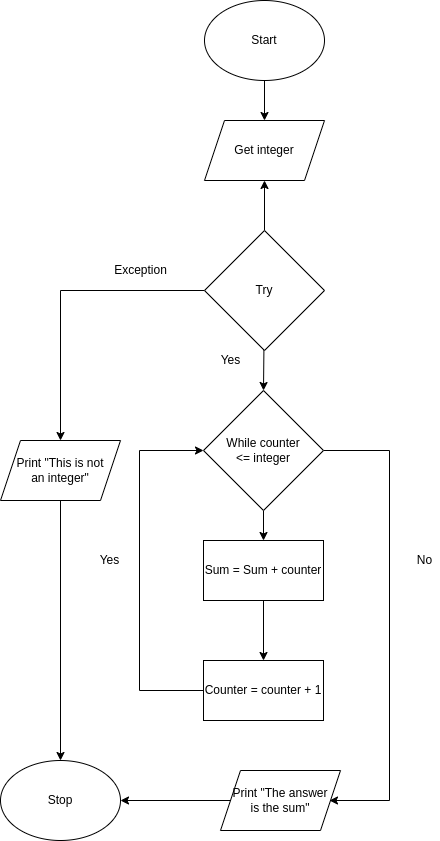 Start
Get integer
Try
Exception
Yes
While counter
<= integer
Print "This is not
an integer"
Yes
No
Sum = Sum + counter
Counter = counter + 1
Stop
Print "The answer
is the sum"